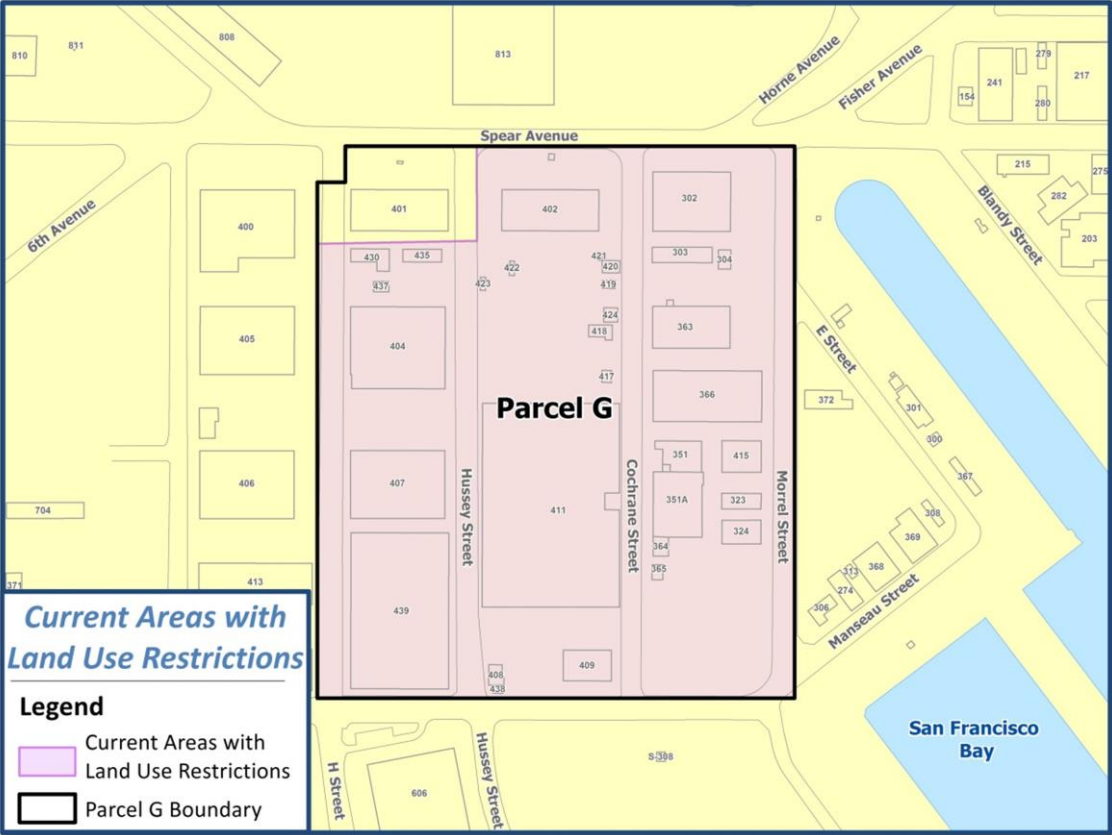 810
811
808
813
Horne Avenue
Fisher Avenue
279
241
217
154
280
Spear Avenue
215
275
282
Blandy Street
203
6th Avenue
400
401
402
302
430
435
437
422
423
421
420
419
303
304
405
404
424
418
363
E Street
417
Parcel G
366
372
301
300
367
406
407
Hussey Street
411
Cochrane Street
351
415
351A
323
324
Morrel Street
364
365
704
371
413
439
308
369
368
313
274
306
Manseau Street
408
438
409
Current Areas with
Land Use Restrictions
Legend
Current Areas with
Land Use Restrictions
Parcel G Boundary
H Street
606
Hussey Street
S-308
San Francisco
Bay